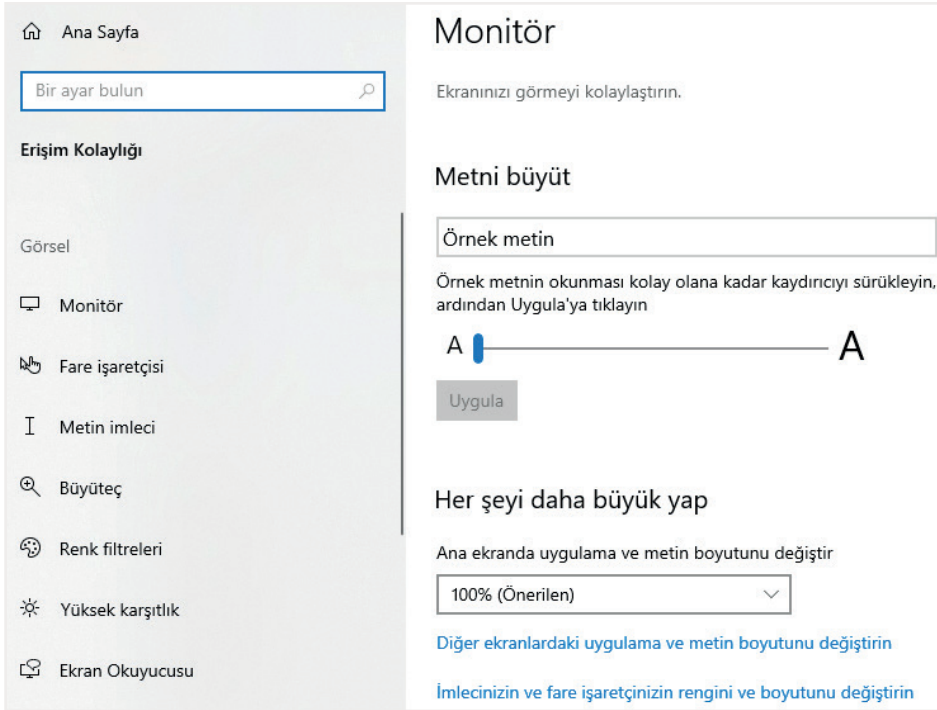 Ana Sayfa
Bir ayar bulun
Erişim Kolaylığı
Görsel
Monitör
Fare işaretçisi
Metin imleci
Büyüteç
Renk filtreleri
Yüksek karşıtlık
Ekran Okuyucusu
Monitör
Ekranınızı görmeyi kolaylaştırın.
Metni büyüt
Örnek metin
Örnek metnin okunması kolay olana kadar kaydırıcıyı sürükleyin,
ardından Uygula'ya tıklayın
A A
Uygula
Her şeyi daha büyük yap
Ana ekranda uygulama ve metin boyutunu değiştir
100% (Önerilen)
Diğer ekranlardaki uygulama ve metin boyutunu değiştirin
İmlecinizin ve fare işaretçinizin rengini ve boyutunu değiştirin